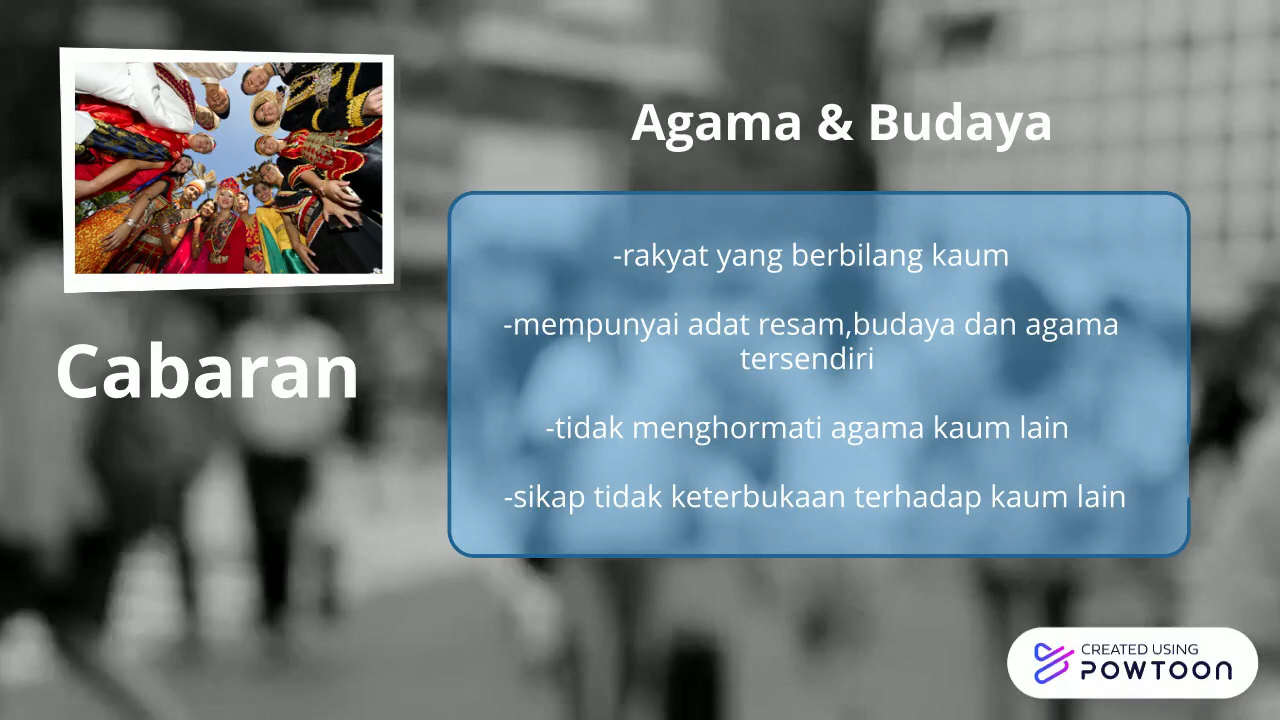 Cabaran
Agama & Budaya
-rakyat yang berbilang kaum
-mempunyai adat resam,budaya dan agama
tersendiri
-tidak menghormati agama kaum lain
-sikap tidak keterbukaan terhadap kaum lain
CREATED USING
POWTOON